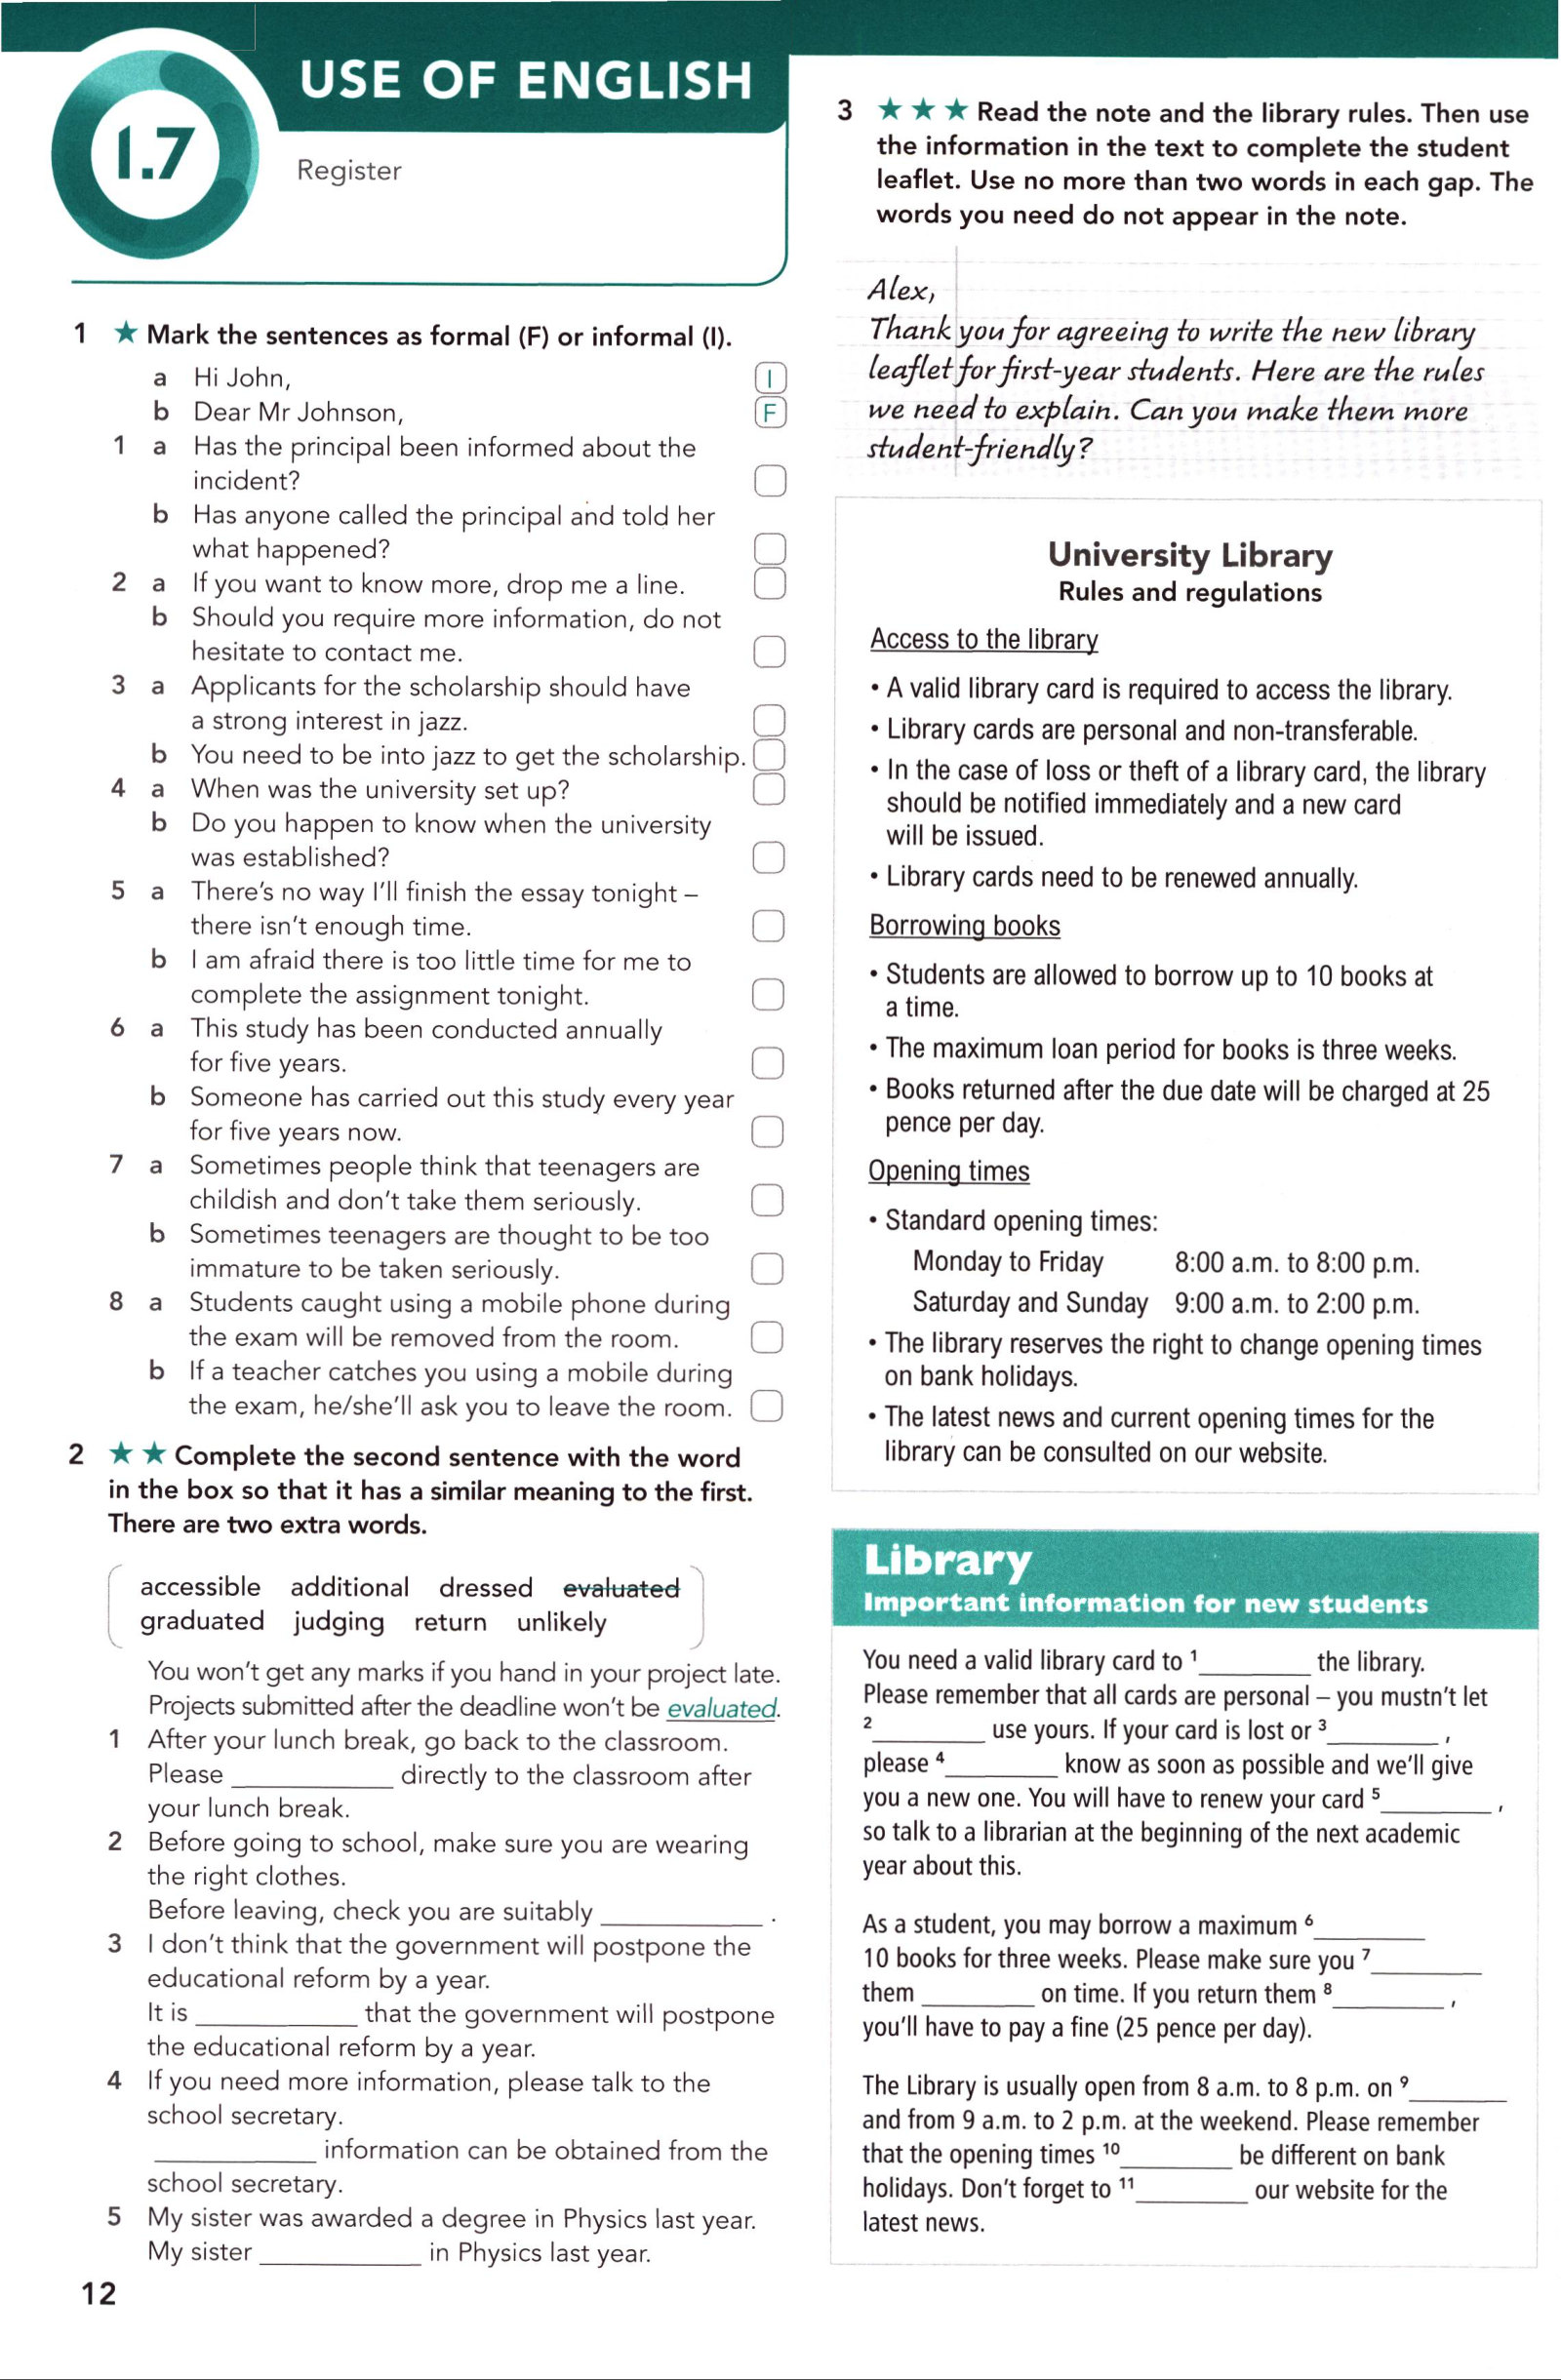 USE OF ENGLISH
1.7
Register
1 ★ Mark the sentences as formal (F) or informal (I).
a Hi John, I
b Dear Mr Johnson, F
1 a Has the principal been informed about the
incident?
b Has anyone called the principal and told her
what happened?
2 a If you want to know more, drop me a line.
b Should you require more information, do not
hesitate to contact me.
3 a Applicants for the scholarship should have
a strong interest in jazz.
b You need to be into jazz to get the scholarship.
4 a When was the university set up?
b Do you happen to know when the university
was established?
5 a There's no way I'll finish the essay tonight –
there isn't enough time.
b I am afraid there is too little time for me to
complete the assignment tonight.
6 a This study has been conducted annually
for five years.
b Someone has carried out this study every year
for five years now.
7 a Sometimes people think that teenagers are
childish and don't take them seriously.
b Sometimes teenagers are thought to be too
immature to be taken seriously.
8 a Students caught using a mobile phone during
the exam will be removed from the room.
b If a teacher catches you using a mobile during
the exam, he/she'll ask you to leave the room.
2 ★ ★ Complete the second sentence with the word
in the box so that it has a similar meaning to the first.
There are two extra words.
accessible additional dressed evaluated
graduated judging return unlikely
You won't get any marks if you hand in your project late.
Projects submitted after the deadline won't be evaluated.
1 After your lunch break, go back to the classroom.
Please ____________ directly to the classroom after
your lunch break.
2 Before going to school, make sure you are wearing
the right clothes.
Before leaving, check you are suitably ____________ .
3 I don't think that the government will postpone the
educational reform by a year.
It is ____________ that the government will postpone
the educational reform by a year.
4 If you need more information, please talk to the
school secretary.
____________ information can be obtained from the
school secretary.
5 My sister was awarded a degree in Physics last year.
My sister ____________ in Physics last year.
12
3 ★ ★ ★ Read the note and the library rules. Then use
the information in the text to complete the student
leaflet. Use no more than two words in each gap. The
words you need do not appear in the note.
Alex,
Thank you for agreeing to write the new library
leaflet for first-year students. Here are the rules
we need to explain. Can you make them more
student-friendly?
University Library
Rules and regulations
Access to the library
• A valid library card is required to access the library.
• Library cards are personal and non-transferable.
• In the case of loss or theft of a library card, the library
should be notified immediately and a new card
will be issued.
• Library cards need to be renewed annually.
Borrowing books
• Students are allowed to borrow up to 10 books at
a time.
• The maximum loan period for books is three weeks.
• Books returned after the due date will be charged at 25
pence per day.
Opening times
• Standard opening times:
Monday to Friday 8:00 a.m. to 8:00 p.m.
Saturday and Sunday 9:00 a.m. to 2:00 p.m.
• The library reserves the right to change opening times
on bank holidays.
• The latest news and current opening times for the
library can be consulted on our website.
Library
Important information for new students
You need a valid library card to ¹__________ the library.
Please remember that all cards are personal – you mustn't let
²__________ use yours. If your card is lost or ³__________ ,
please ⁴__________ know as soon as possible and we'll give
you a new one. You will have to renew your card ⁵__________ ,
so talk to a librarian at the beginning of the next academic
year about this.
As a student, you may borrow a maximum ⁶__________
10 books for three weeks. Please make sure you ⁷__________
them __________ on time. If you return them ⁸__________ ,
you'll have to pay a fine (25 pence per day).
The Library is usually open from 8 a.m. to 8 p.m. on ⁹__________
and from 9 a.m. to 2 p.m. at the weekend. Please remember
that the opening times ¹⁰__________ be different on bank
holidays. Don't forget to ¹¹__________ our website for the
latest news.